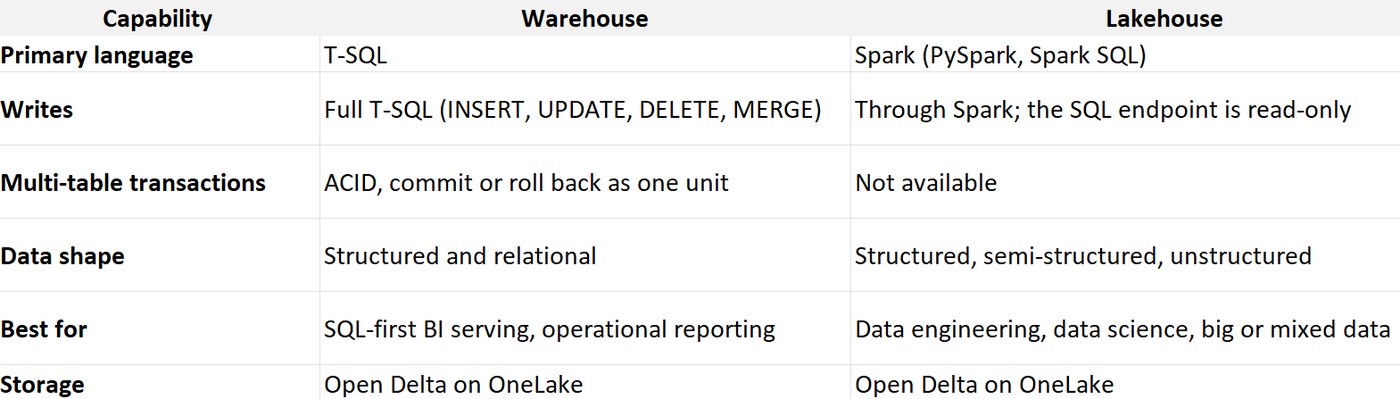 Capability Warehouse Lakehouse
Primary language T-SQL Spark (PySpark, Spark SQL)
Writes Full T-SQL (INSERT, UPDATE, DELETE, MERGE) Through Spark; the SQL endpoint is read-only
Multi-table transactions ACID, commit or roll back as one unit Not available
Data shape Structured and relational Structured, semi-structured, unstructured
Best for SQL-first BI serving, operational reporting Data engineering, data science, big or mixed data
Storage Open Delta on OneLake Open Delta on OneLake